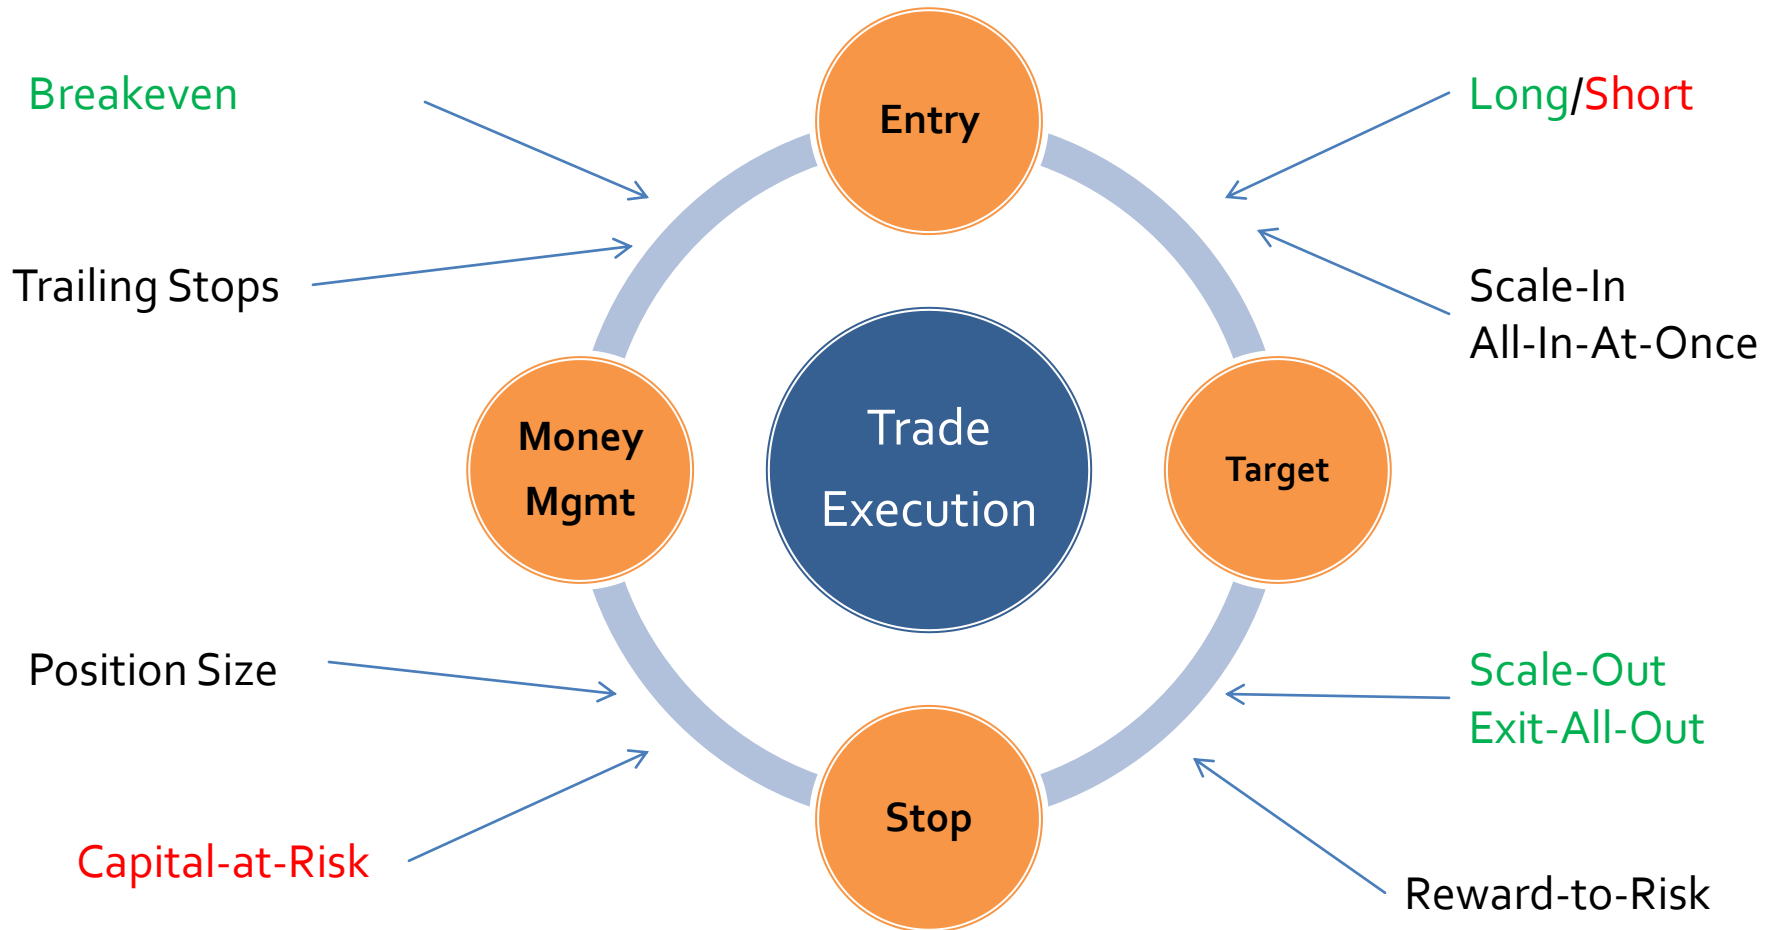 Breakeven
Entry
Long/Short
Trailing Stops
Scale-In
All-In-At-Once
Money
Mgmt
Trade
Execution
Target
Position Size
Scale-Out
Exit-All-Out
Stop
Capital-at-Risk
Reward-to-Risk